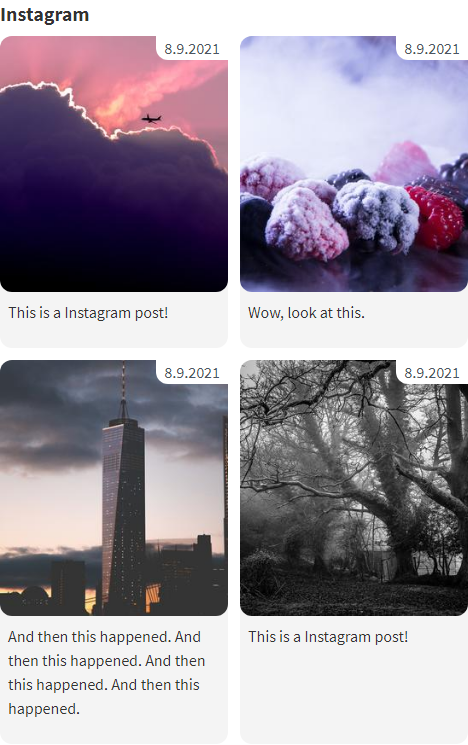 Instagram
8.9.2021
This is a Instagram post!
8.9.2021
Wow, look at this.
8.9.2021
And then this happened. And
then this happened. And then
this happened. And then this
happened.
8.9.2021
This is a Instagram post!